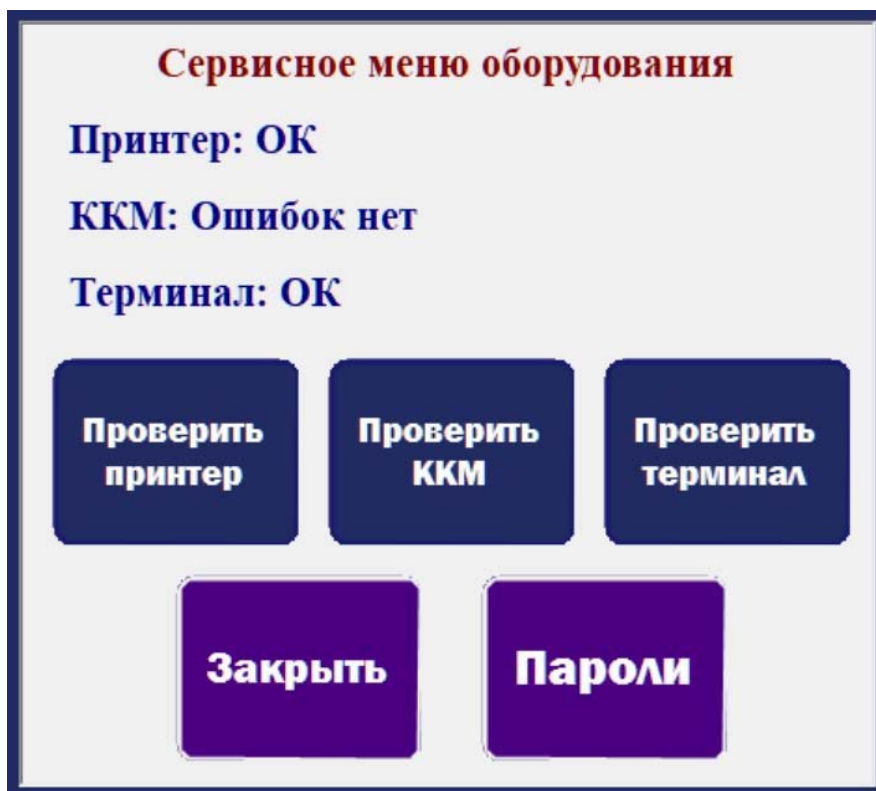 Сервисное меню оборудования
Принтер: ОК
ККМ: Ошибок нет
Терминал: ОК
Проверить
принтер
Проверить
ККМ
Проверить
терминал
Закрыть
Пароли